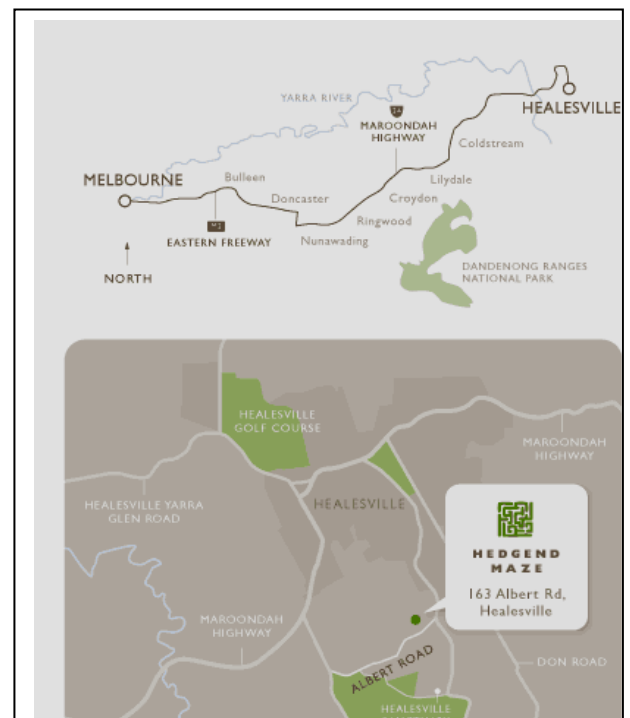 YARRA RIVER
34
MAROONDAH
HIGHWAY
HEALESVILLE
Coldstream
MELBOURNE
Bulleen
Lilydale
Doncaster
Croydon
Ringwood
EASTERN FREEWAY
Nunawading
NORTH
DANDENONG RANGES
NATIONAL PARK
HEALESVILLE
GOLF COURSE
MAROONDAH
HIGHWAY
HEALESVILLE YARRA
GLEN ROAD
HEALESVILLE
HEDGEND
MAZE
163 Albert Rd,
Healesville
MAROONDAH
HIGHWAY
ALBERT ROAD
DON ROAD
HEALESVILLE